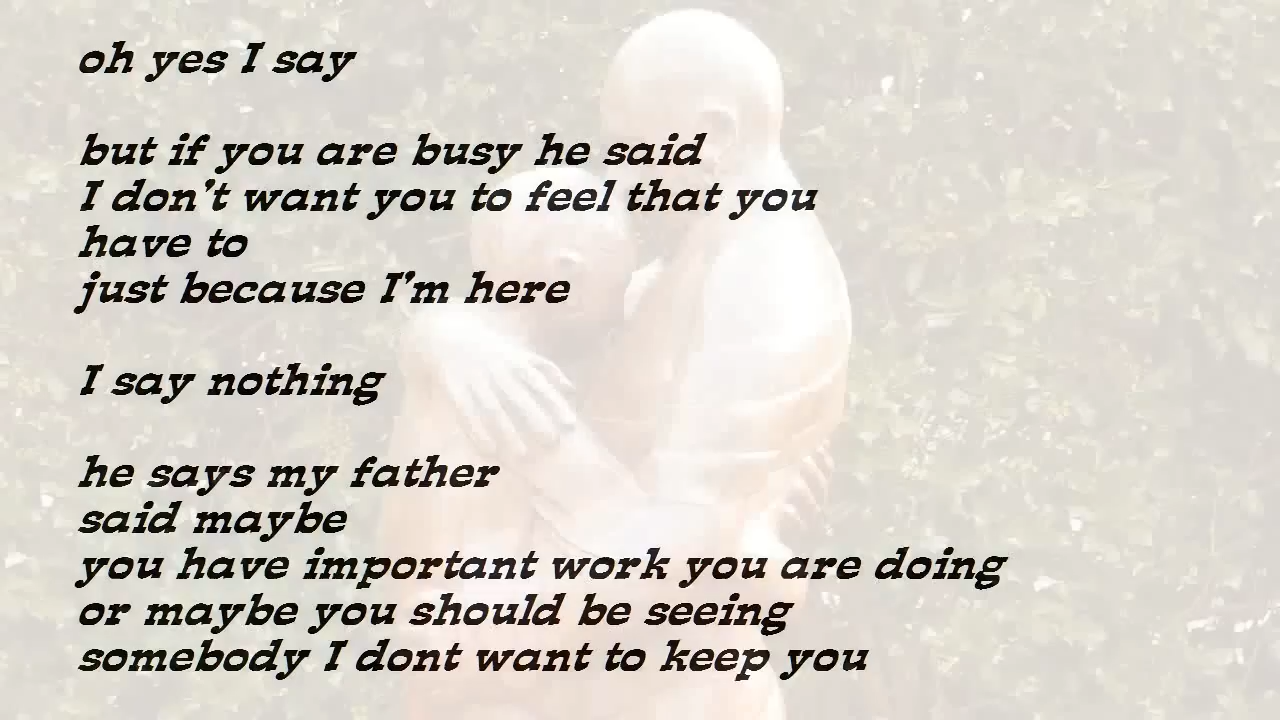 oh yes I say
but if you are busy he said
I don't want you to feel that you
have to
just because I'm here
I say nothing
he says my father
said maybe
you have important work you are doing
or maybe you should be seeing
somebody I dont want to keep you